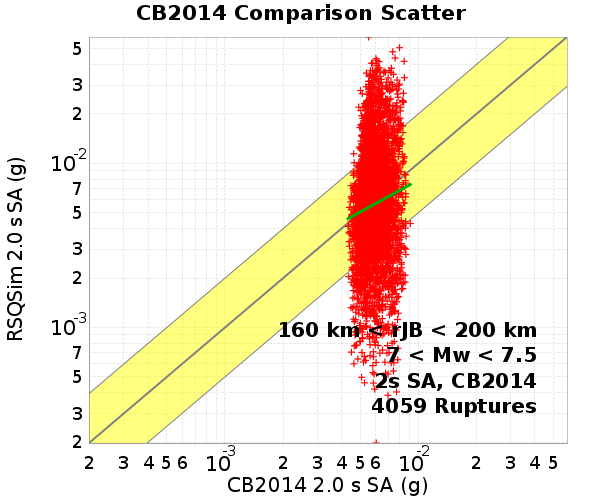 CB2014 Comparison Scatter
RSQSim 2.0 s SA (g)
5
3
2
10-2
7
5
3
2
10-3
7
5
3
2
160 km < rJB < 200 km
7 < Mw < 7.5
2s SA, CB2014
4059 Ruptures
2 3 4 5 6 10-3 2 3 4 5 6 10-2 2 3 4 5
CB2014 2.0 s SA (g)